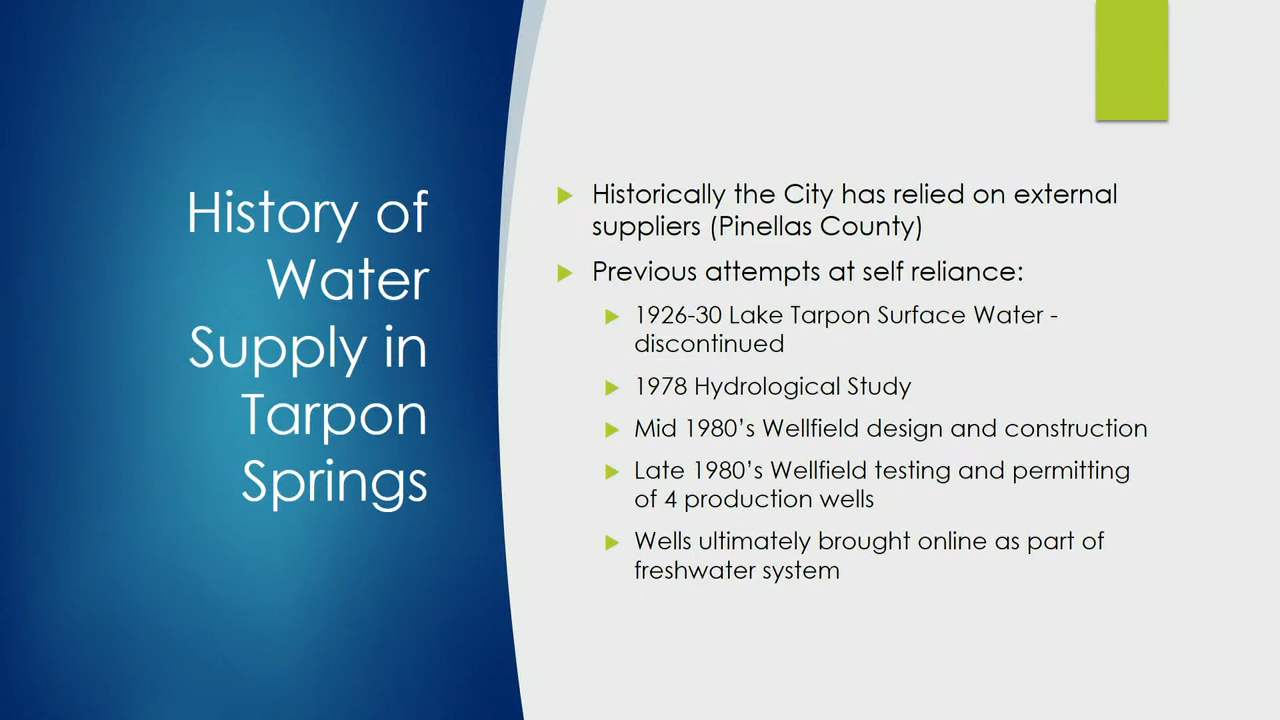 History of
Water
Supply in
Tarpon
Springs
Historically the City has relied on external
suppliers (Pinellas County)
Previous attempts at self reliance:
1926-30 Lake Tarpon Surface Water -
discontinued
1978 Hydrological Study
Mid 1980’s Wellfield design and construction
Late 1980’s Wellfield testing and permitting
of 4 production wells
Wells ultimately brought online as part of
freshwater system